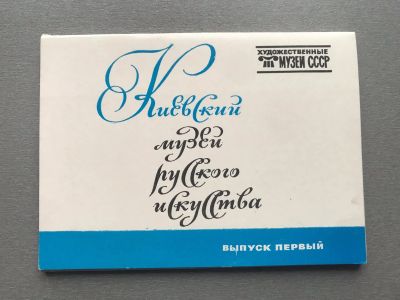 ХУДОЖЕСТВЕННЫЕ
МУЗЕИ СССР
Киевский
музей
русского
искусства
ВЫПУСК ПЕРВЫЙ